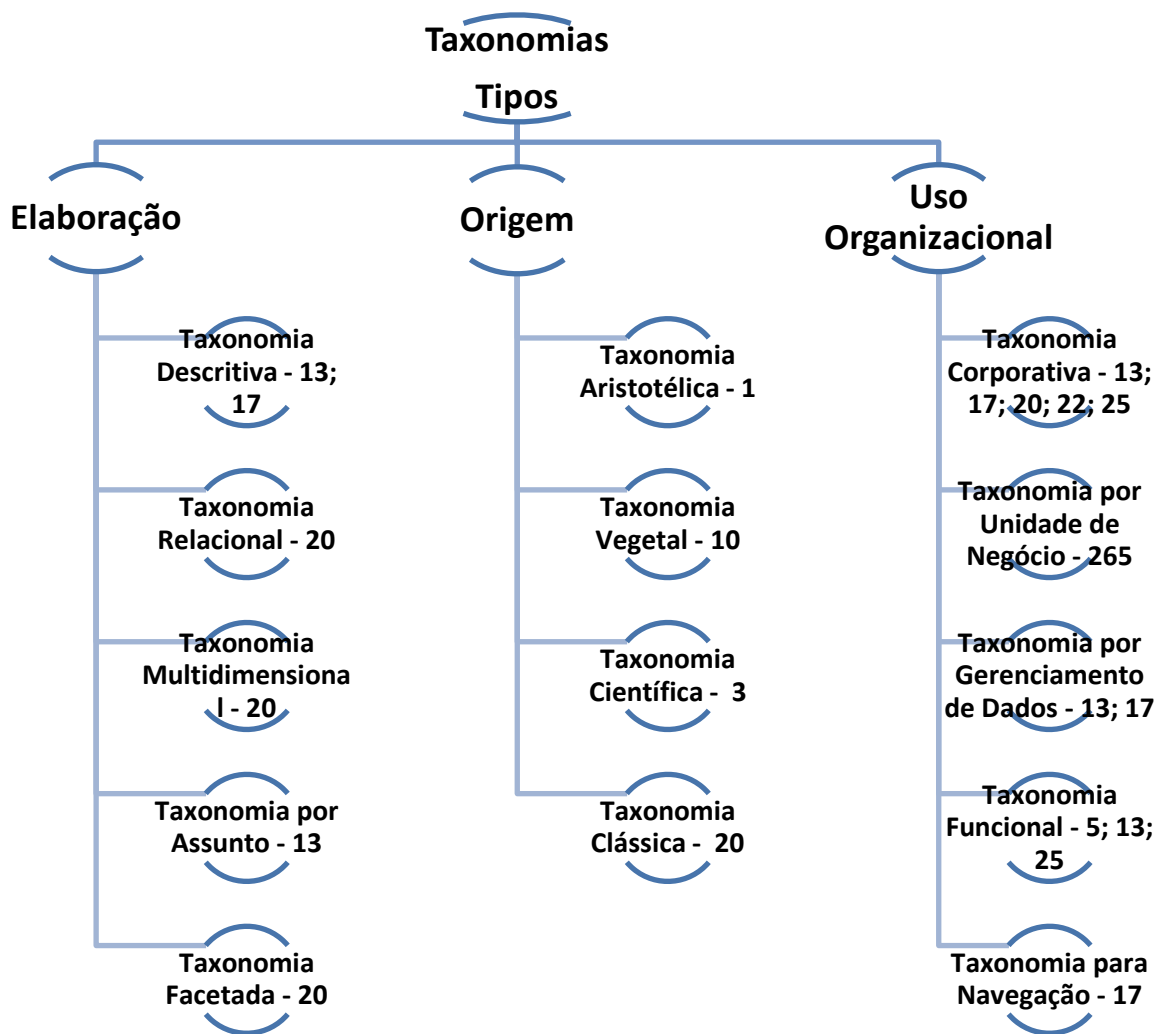 Taxonomias
Tipos
Elaboração
Taxonomia
Descritiva - 13;
17
Taxonomia
Relacional - 20
Taxonomia
Multidimensiona
l - 20
Taxonomia por
Assunto - 13
Taxonomia
Facetada - 20
Origem
Taxonomia
Aristotélica - 1
Taxonomia
Vegetal - 10
Taxonomia
Científica -  3
Taxonomia
Clássica -  20
Uso
Organizacional
Taxonomia
Corporativa - 13;
17; 20; 22; 25
Taxonomia por
Unidade de
Negócio - 265
Taxonomia por
Gerenciamento
de Dados - 13; 17
Taxonomia
Funcional - 5; 13;
25
Taxonomia para
Navegação - 17